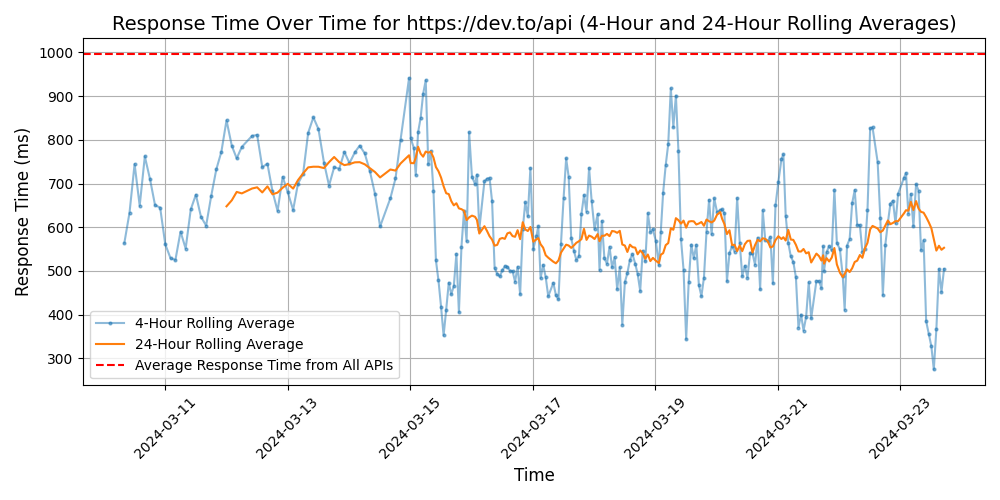 Response Time Over Time for https://dev.to/api (4-Hour and 24-Hour Rolling Averages)
Response Time (ms)
1000
900
800
700
600
500
400
300
4-Hour Rolling Average
24-Hour Rolling Average
Average Response Time from All APIs
2024-03-11
2024-03-13
2024-03-15
2024-03-17
2024-03-19
2024-03-21
2024-03-23
Time